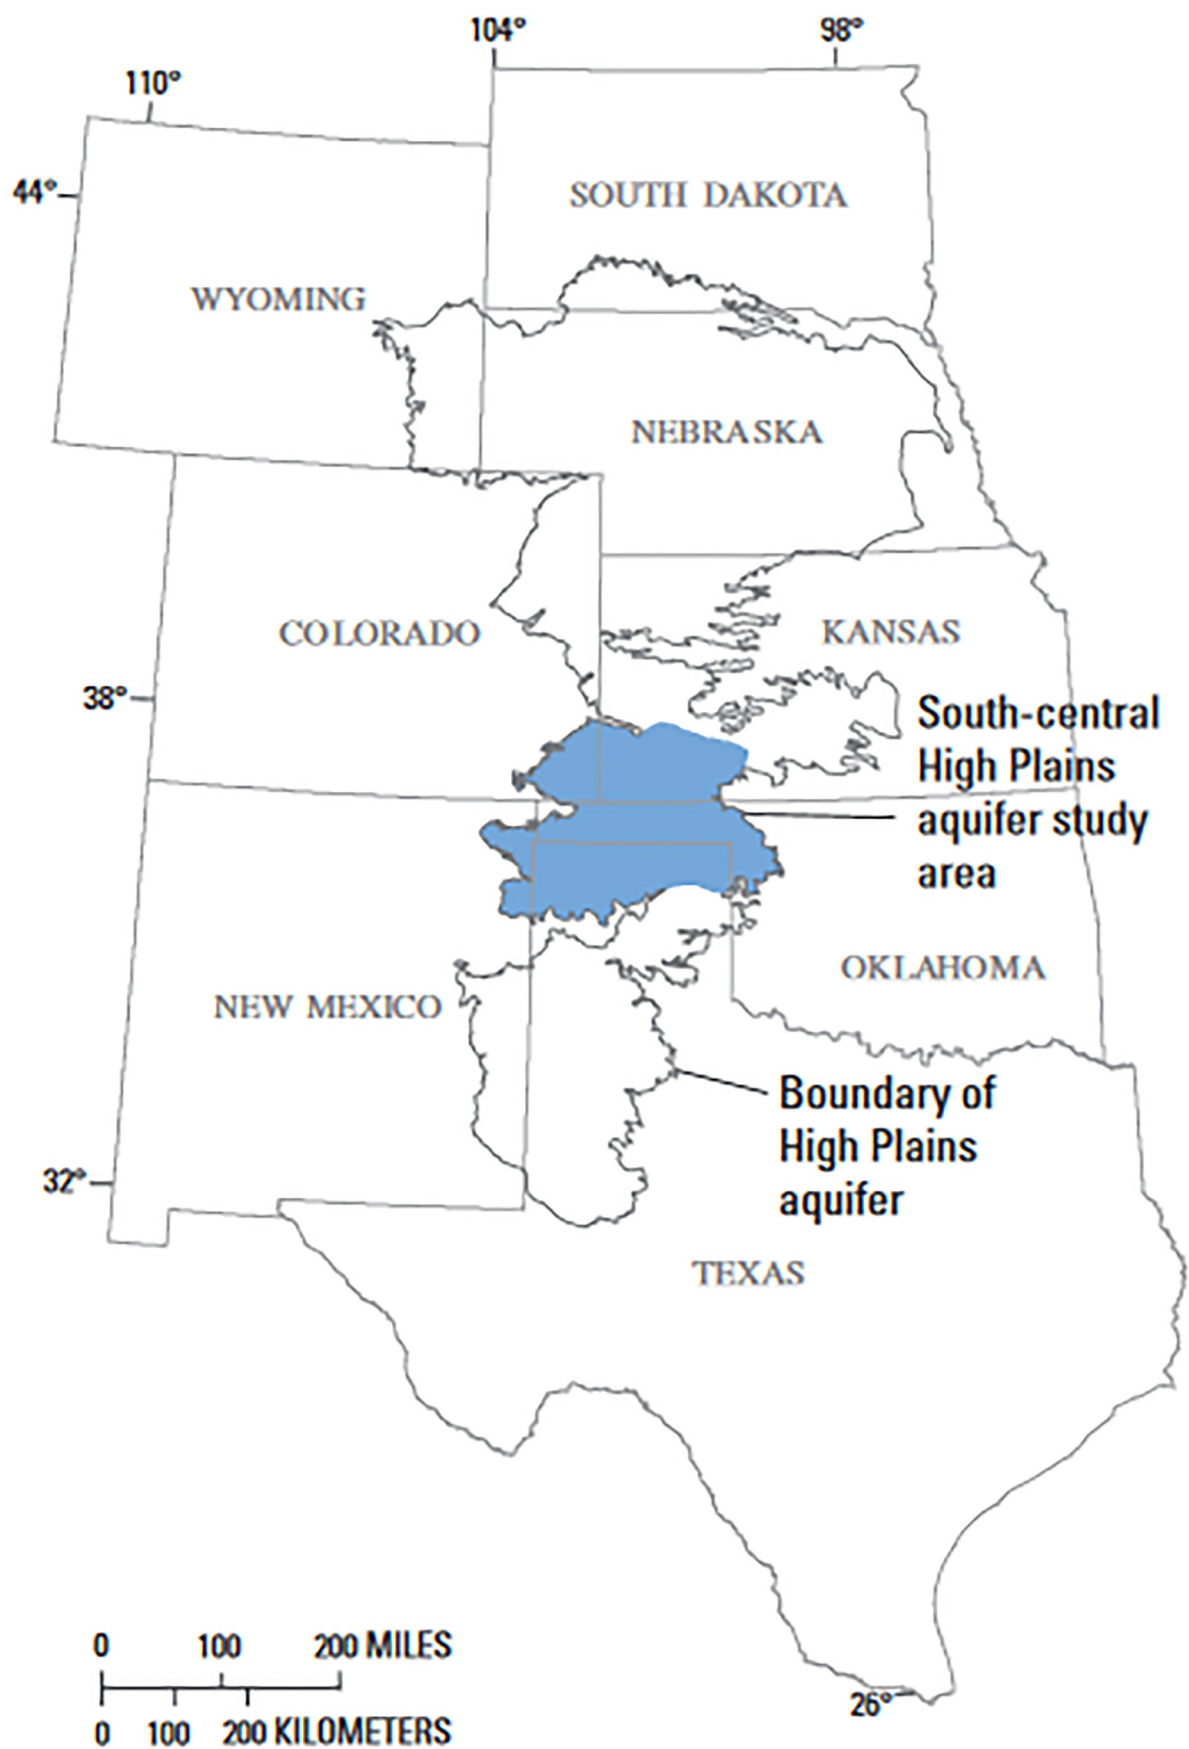 104°
98°
110°
44°
SOUTH DAKOTA
WYOMING
NEBRASKA
COLORADO
KANSAS
38°
South-central
High Plains
aquifer study
area
OKLAHOMA
NEW MEXICO
Boundary of
High Plains
aquifer
32°
TEXAS
0 100 200 MILES
26°
0 100 200 KILOMETERS